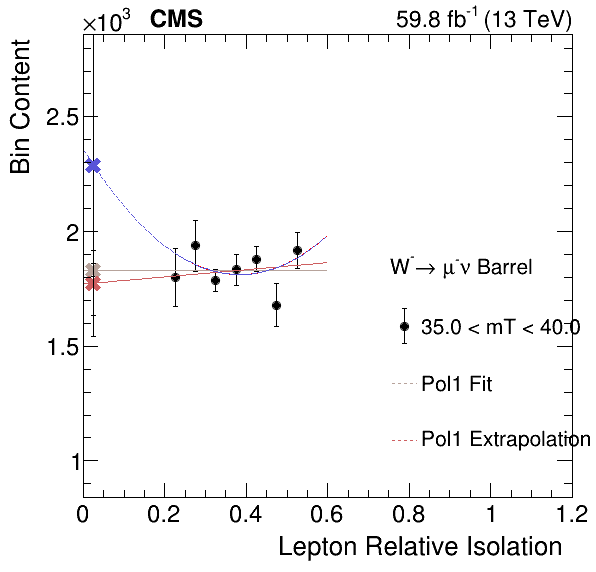 ×10³ CMS 59.8 fb⁻¹ (13 TeV)
Bin Content
2.5
2
1.5
1
W⁻→ μ⁻ν Barrel
35.0 < mT < 40.0
Pol1 Fit
Pol1 Extrapolation
0 0.2 0.4 0.6 0.8 1 1.2
Lepton Relative Isolation